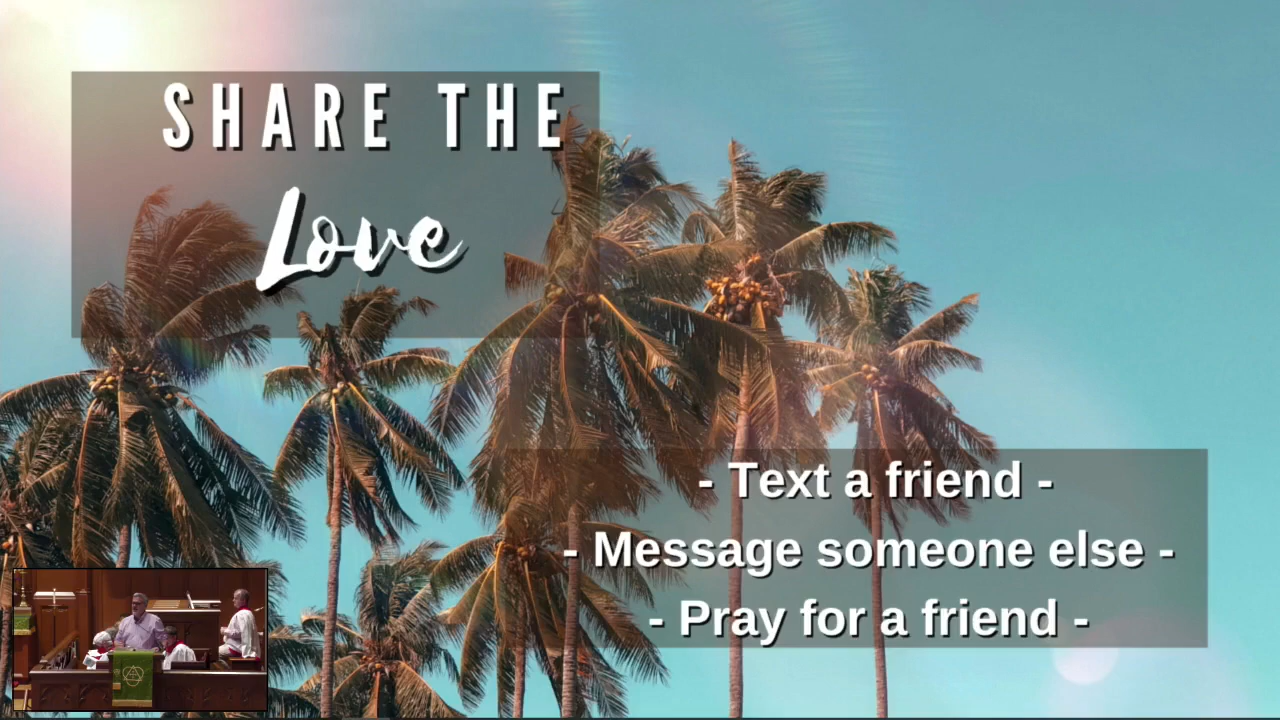 SHARE THE
Love
- Text a friend -
- Message someone else -
- Pray for a friend -